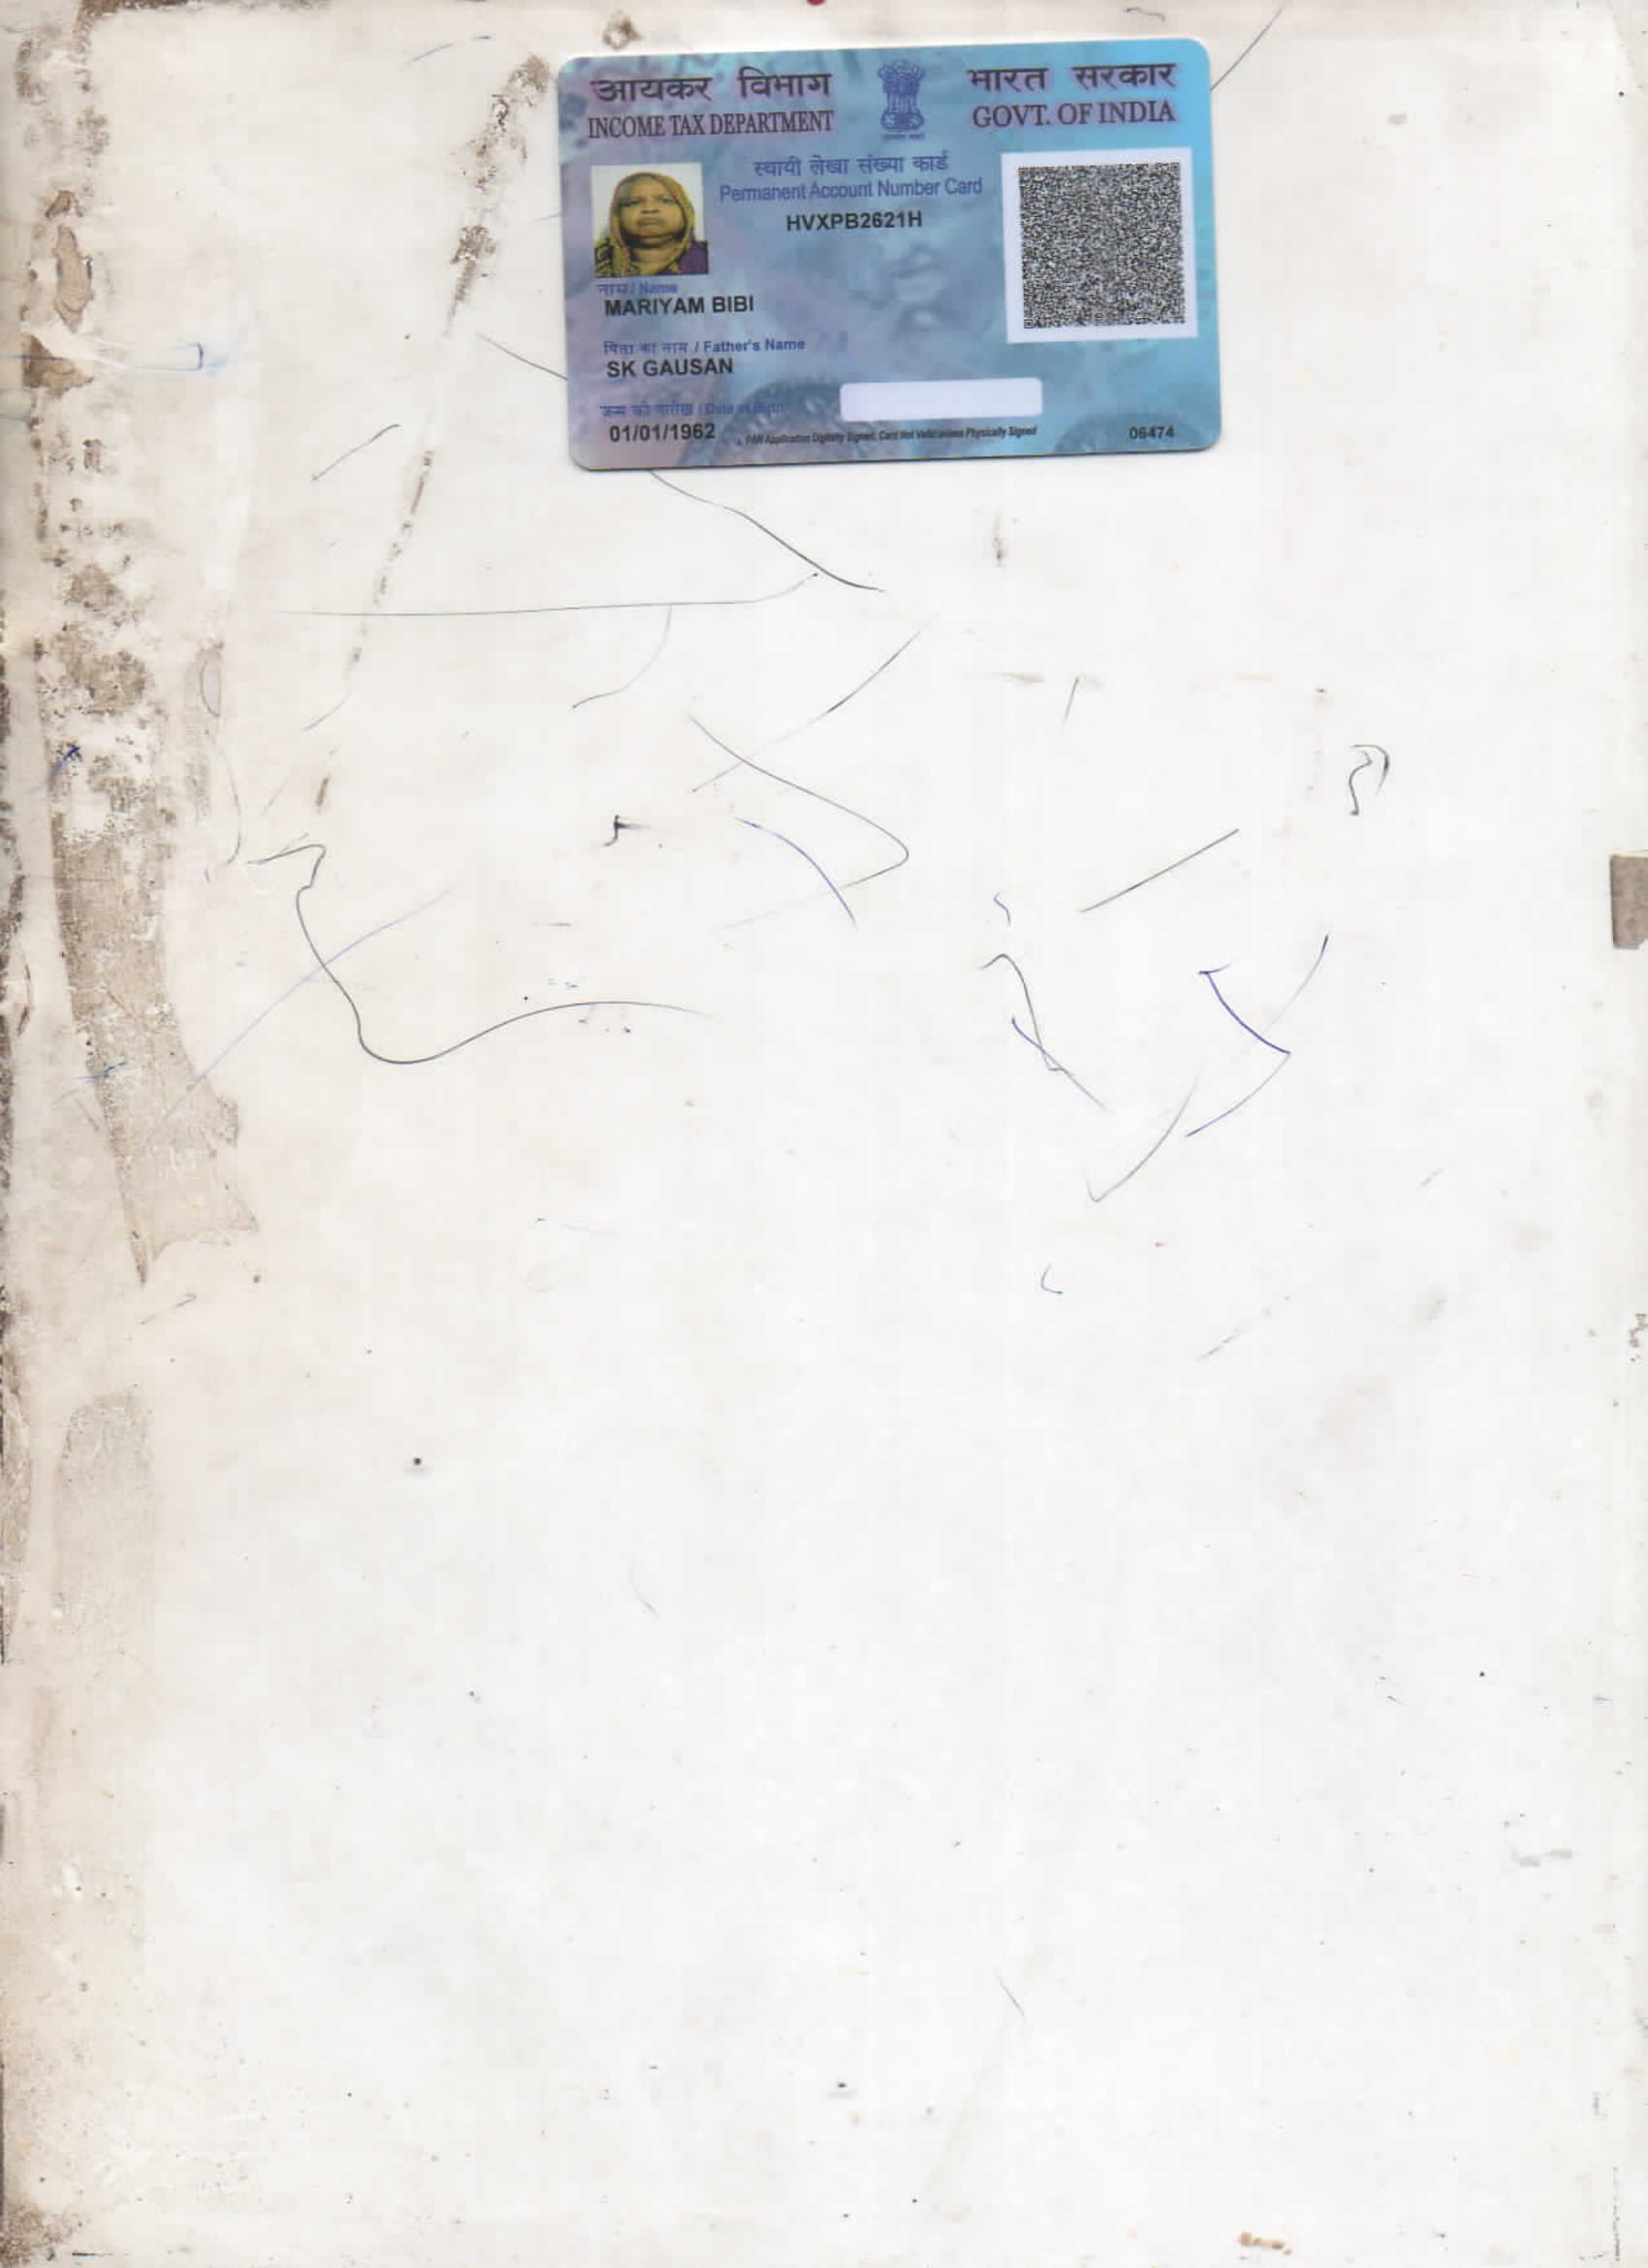 आयकर विभाग
INCOME TAX DEPARTMENT
भारत सरकार
GOVT. OF INDIA
स्थायी लेखा संख्या कार्ड
Permanent Account Number Card
HVXPB2621H
नाम / Name
MARIYAM BIBI
पिता का नाम / Father's Name
SK GAUSAN
जन्म की तारीख / Date of Birth
01/01/1962
PAN Application Digitally Signed, Card Not Valid unless Physically Signed
06474